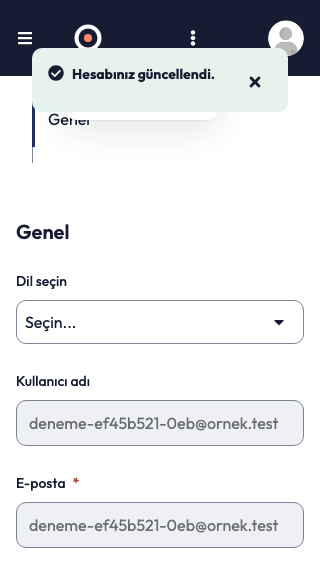 Hesabınız güncellendi.
Genel
Genel
Dil seçin
Seçin...
Kullanıcı adı
deneme-ef45b521-0eb@ornek.test
E-posta *
deneme-ef45b521-0eb@ornek.test